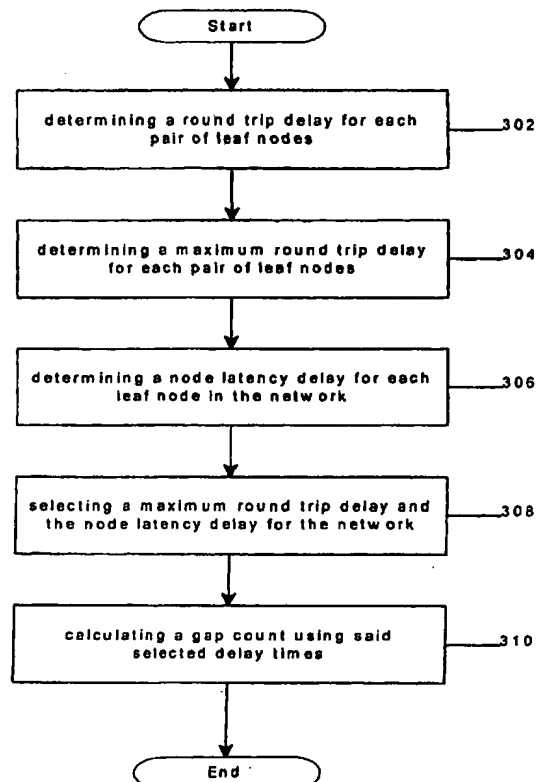 Start
determining a round trip delay for each
pair of leaf nodes
302
determining a maximum round trip delay
for each pair of leaf nodes
304
determining a node latency delay for each
leaf node in the network
306
selecting a maximum round trip delay and
the node latency delay for the network
308
calculating a gap count using said
selected delay times
310
End